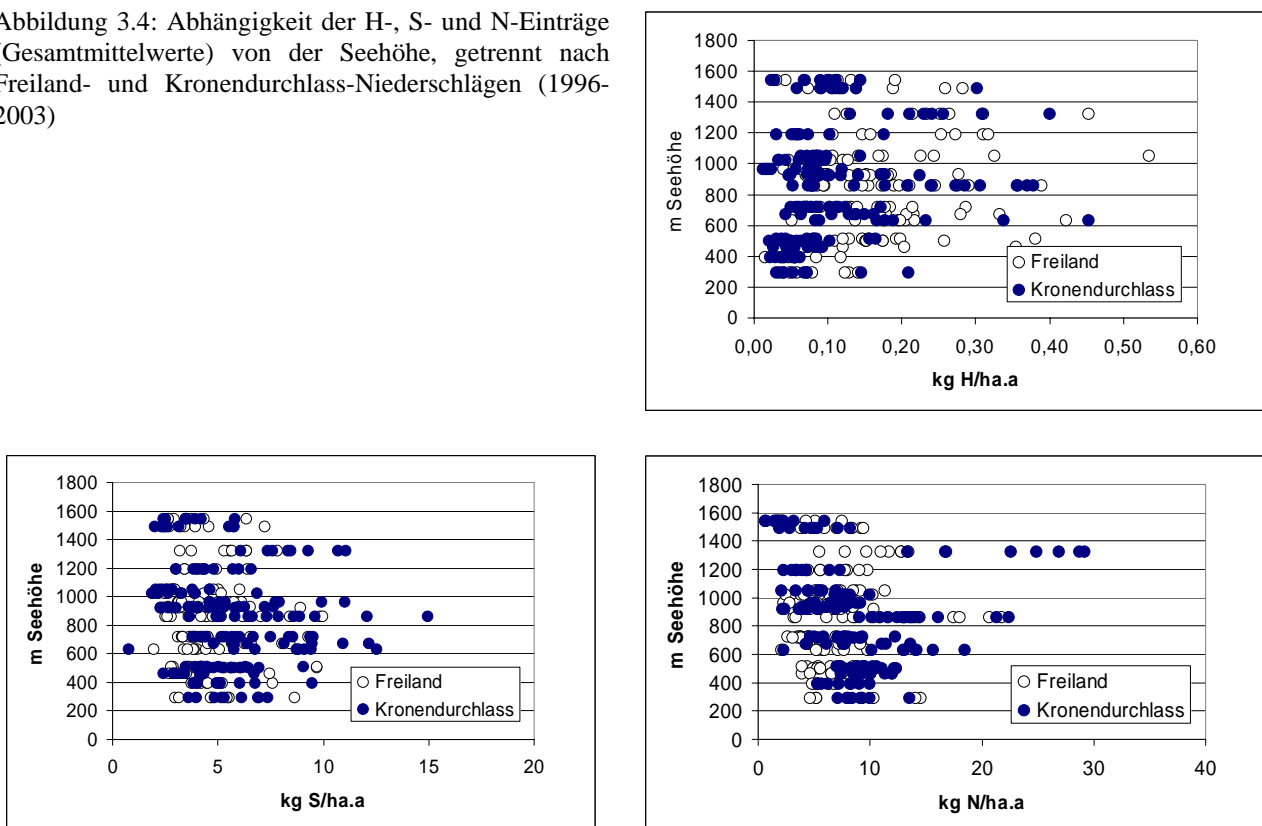 Abbildung 3.4: Abhängigkeit der H-, S- und N-Einträge
(Gesamtmittelwerte) von der Seehöhe, getrennt nach
Freiland- und Kronendurchlass-Niederschlägen (1996-
2003)
1800
1600
1400
1200
1000
800
600
400
200
0
m Seehöhe
Freiland
Kronendurchlass
0,00 0,10 0,20 0,30 0,40 0,50 0,60
kg H/ha.a
1800
1600
1400
1200
1000
800
600
400
200
0
m Seehöhe
Freiland
Kronendurchlass
0 5 10 15 20
kg S/ha.a
1800
1600
1400
1200
1000
800
600
400
200
0
m Seehöhe
Freiland
Kronendurchlass
0 10 20 30 40
kg N/ha.a